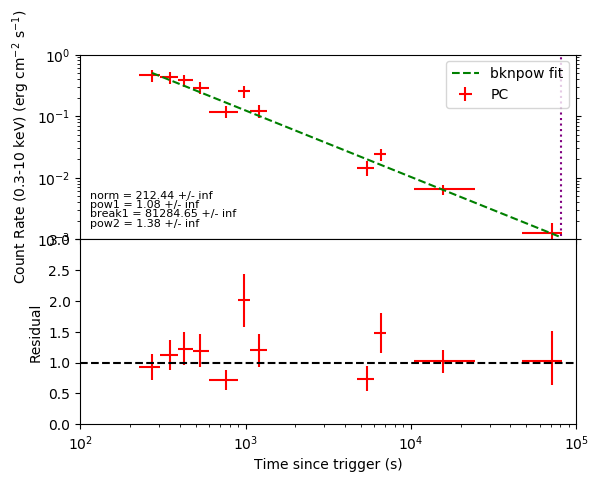 Count Rate (0.3-10 keV) (erg cm⁻² s⁻¹)
10⁰
10⁻¹
10⁻²
10⁻³
bknpow fit
PC
norm = 212.44 +/- inf
pow1 = 1.08 +/- inf
break1 = 81284.65 +/- inf
pow2 = 1.38 +/- inf
Residual
3.0
2.5
2.0
1.5
1.0
0.5
0.0
10² 10³ 10⁴ 10⁵
Time since trigger (s)